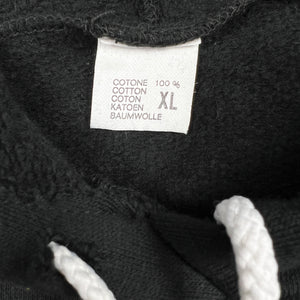 COTONE 100 %
COTTON
COTON XL
KATOEN
BAUMWOLLE